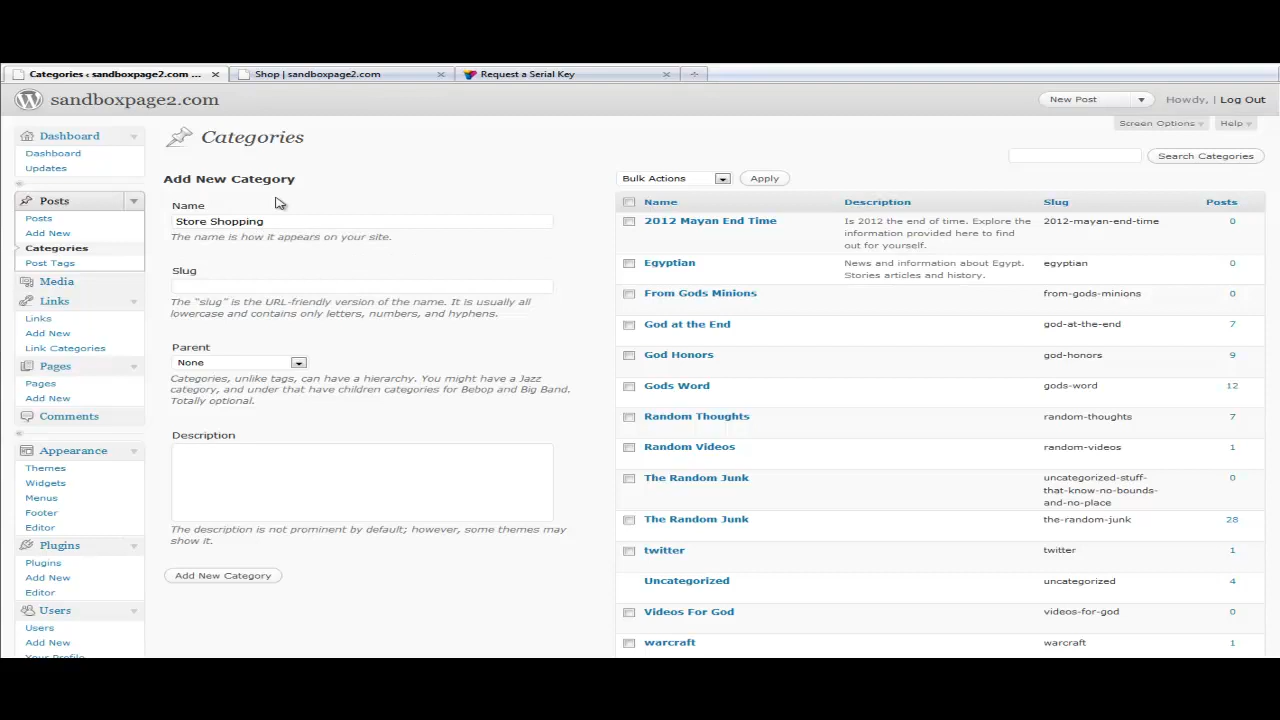 Categories ‹ sandboxpage2.com ...
Shop | sandboxpage2.com
Request a Serial Key
sandboxpage2.com
New Post
Howdy, | Log Out
Screen Options
Help
Dashboard
Dashboard
Updates
Posts
Posts
Add New
Categories
Post Tags
Media
Links
Links
Add New
Link Categories
Pages
Pages
Add New
Comments
Appearance
Themes
Widgets
Menus
Footer
Editor
Plugins
Plugins
Add New
Editor
Users
Users
Add New
Your Profile
Categories
Add New Category
Name
Store Shopping
The name is how it appears on your site.
Slug
The "slug" is the URL-friendly version of the name. It is usually all
lowercase and contains only letters, numbers, and hyphens.
Parent
None
Categories, unlike tags, can have a hierarchy. You might have a Jazz
category, and under that have children categories for Bebop and Big Band.
Totally optional.
Description
The description is not prominent by default; however, some themes may
show it.
Add New Category
Search Categories
Bulk Actions
Apply
Name Description Slug Posts
2012 Mayan End Time Is 2012 the end of time. Explore the 2012-mayan-end-time 0
information provided here to find
out for yourself.
Egyptian News and information about Egypt. egyptian 0
Stories articles and history.
From Gods Minions from-gods-minions 0
God at the End god-at-the-end 7
God Honors god-honors 9
Gods Word gods-word 12
Random Thoughts random-thoughts 7
Random Videos random-videos 1
The Random Junk uncategorized-stuff- 0
that-know-no-bounds-
and-no-place
The Random Junk the-random-junk 28
twitter twitter 1
Uncategorized uncategorized 4
Videos For God videos-for-god 0
warcraft warcraft 1